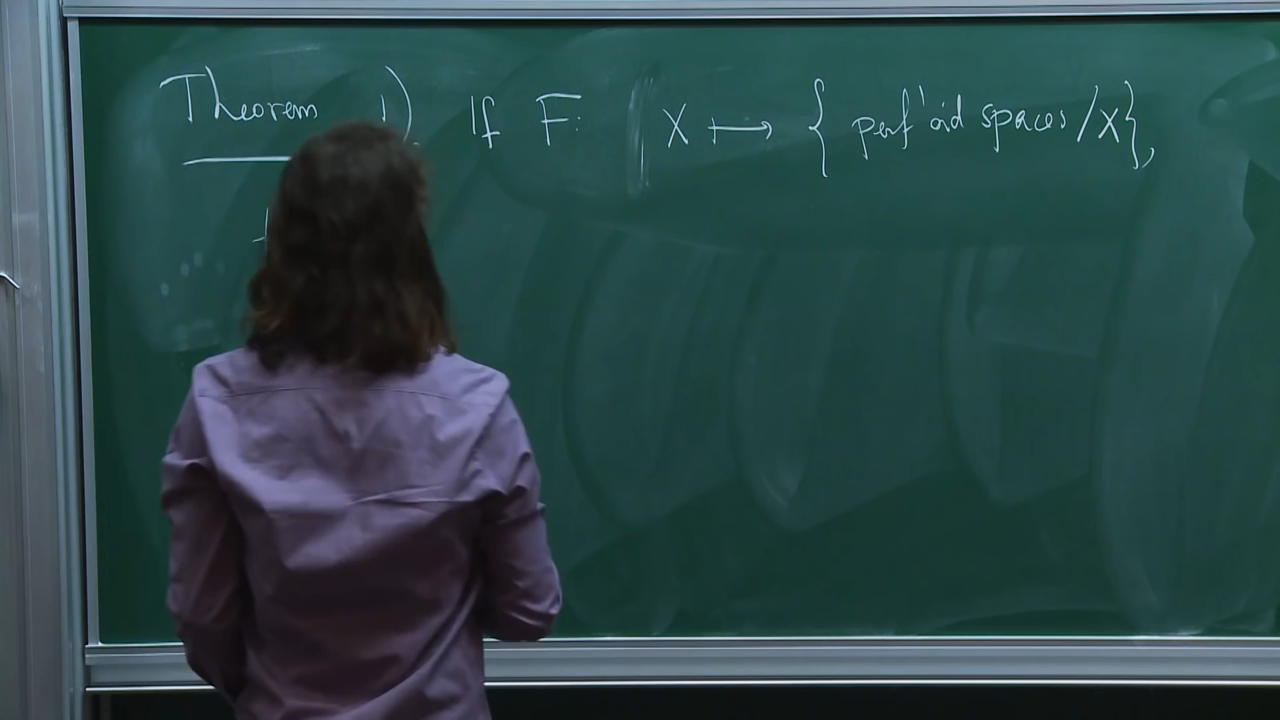 Theorem 1) If F: X ↦ { perf'oid spaces /X},